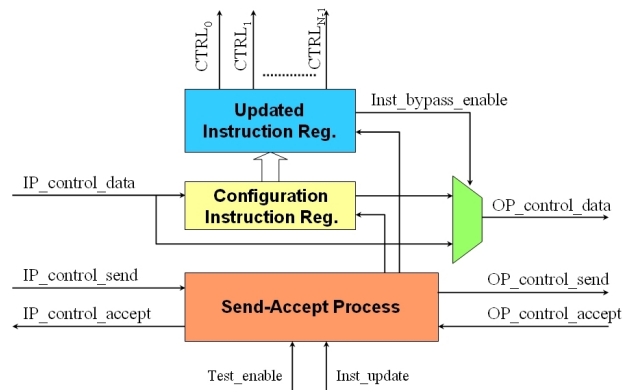 CTRL0
CTRL1
CTRLN-1
Updated
Instruction Reg.
Inst_bypass_enable
IP_control_data
Configuration
Instruction Reg.
OP_control_data
IP_control_send
Send-Accept Process
OP_control_send
IP_control_accept
OP_control_accept
Test_enable
Inst_update